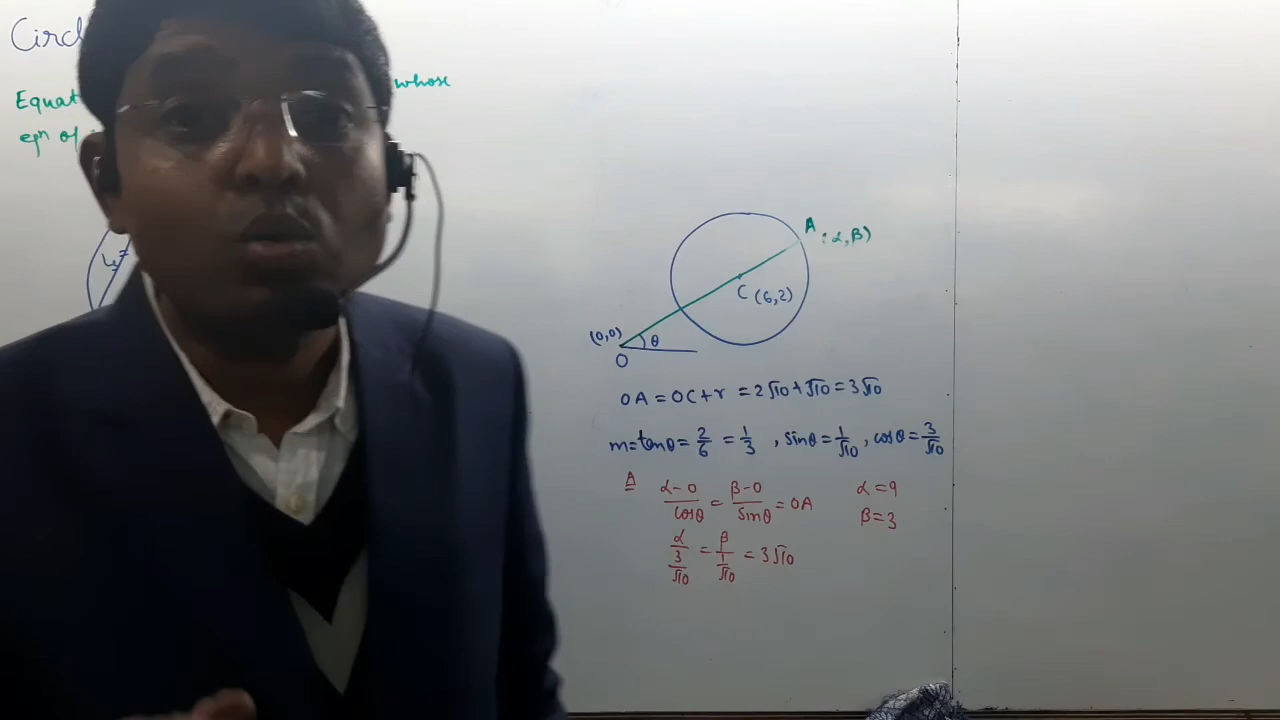 Circ
Equat whose
eqn of
A (α, β)
C (6,2)
(0,0)
θ
O
OA = OC + r = 2√10 + √10 = 3√10
m = tanθ = 2/6 = 1/3 , sinθ = 1/√10 , cosθ = 3/√10
A (α-0)/cosθ = (β-0)/sinθ = OA α = 9
β = 3
α/(3/√10) = β/(1/√10) = 3√10